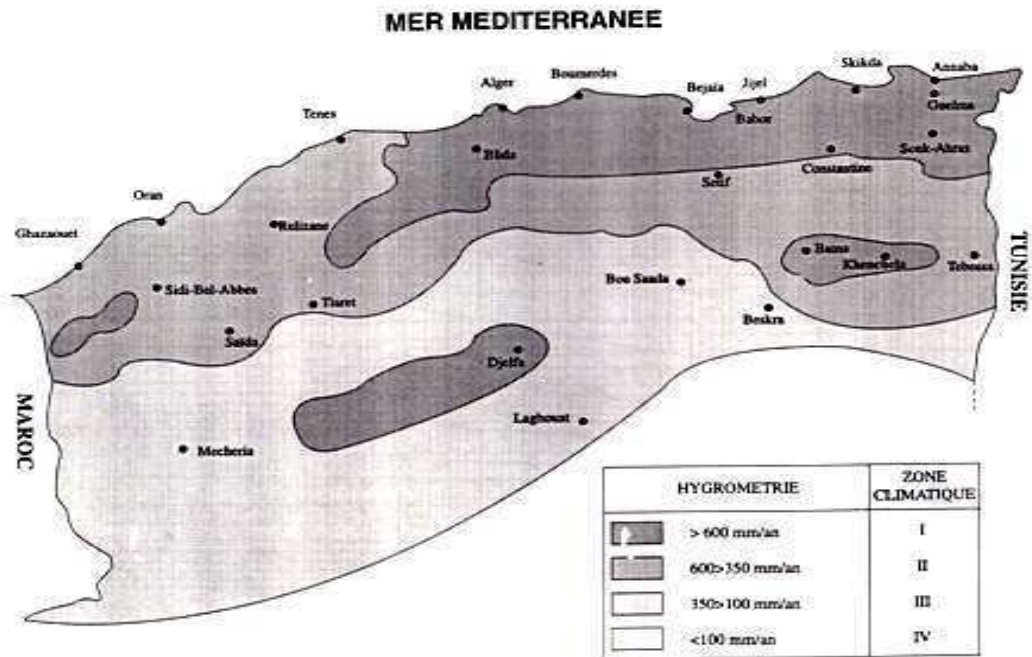 MER MEDITERRANEE
Skikda
Annaba
Alger
Boumerdes
Bejaia
Jijel
Guelma
Tenes
Babor
Blida
Souk-Ahras
Constantine
Setif
Oran
Relizane
Ghazaouet
Batna
Khenchela
Tebessa
TUNISIE
Sidi-Bel-Abbes
Bou Saada
Tiaret
Beskra
Saida
Djelfa
MAROC
Laghouat
Mecheria
HYGROMETRIE
ZONE CLIMATIQUE
> 600 mm/an
I
600>350 mm/an
II
350>100 mm/an
III
<100 mm/an
IV